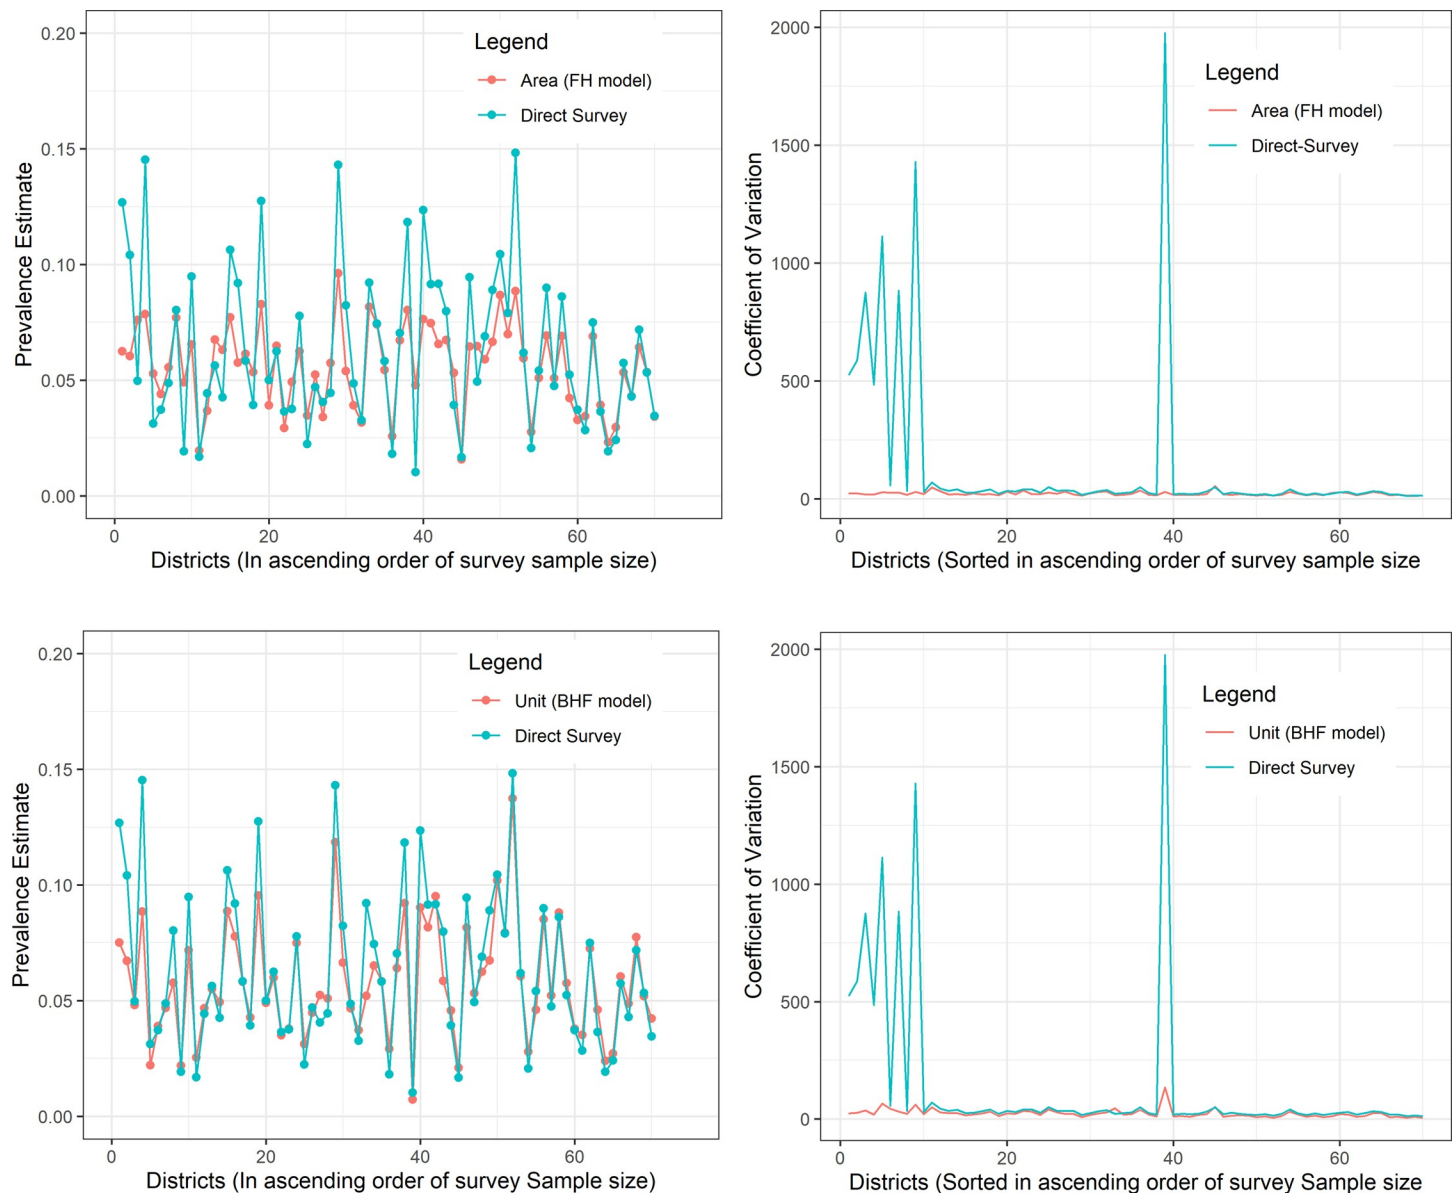 0.20
0.15
0.10
0.05
0.00
Prevalence Estimate
Legend
Area (FH model)
Direct Survey
0
20
40
60
Districts (In ascending order of survey sample size)
2000
1500
1000
500
0
Coefficient of Variation
Legend
Area (FH model)
Direct-Survey
0
20
40
60
Districts (Sorted in ascending order of survey sample size
0.20
0.15
0.10
0.05
0.00
Prevalence Estimate
Legend
Unit (BHF model)
Direct Survey
0
20
40
60
Districts (In ascending order of survey Sample size)
2000
1500
1000
500
0
Coefficient of Variation
Legend
Unit (BHF model)
Direct Survey
0
20
40
60
Districts (Sorted in ascending order of survey Sample size